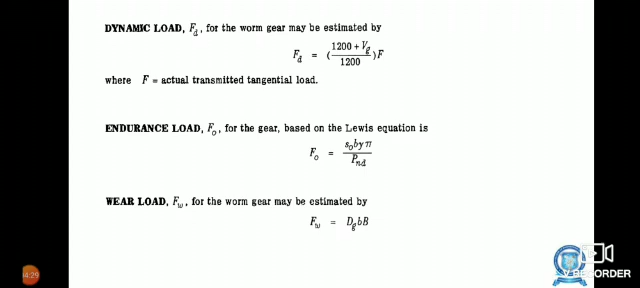 DYNAMIC LOAD, F_d, for the worm gear may be estimated by
F_d = (1200 + V_g / 1200)F
where F = actual transmitted tangential load.
ENDURANCE LOAD, F_o, for the gear, based on the Lewis equation is
F_o = s_o b y π / P_nd
WEAR LOAD, F_w, for the worm gear may be estimated by
F_w = D_g b B
4:29
V RECORDER